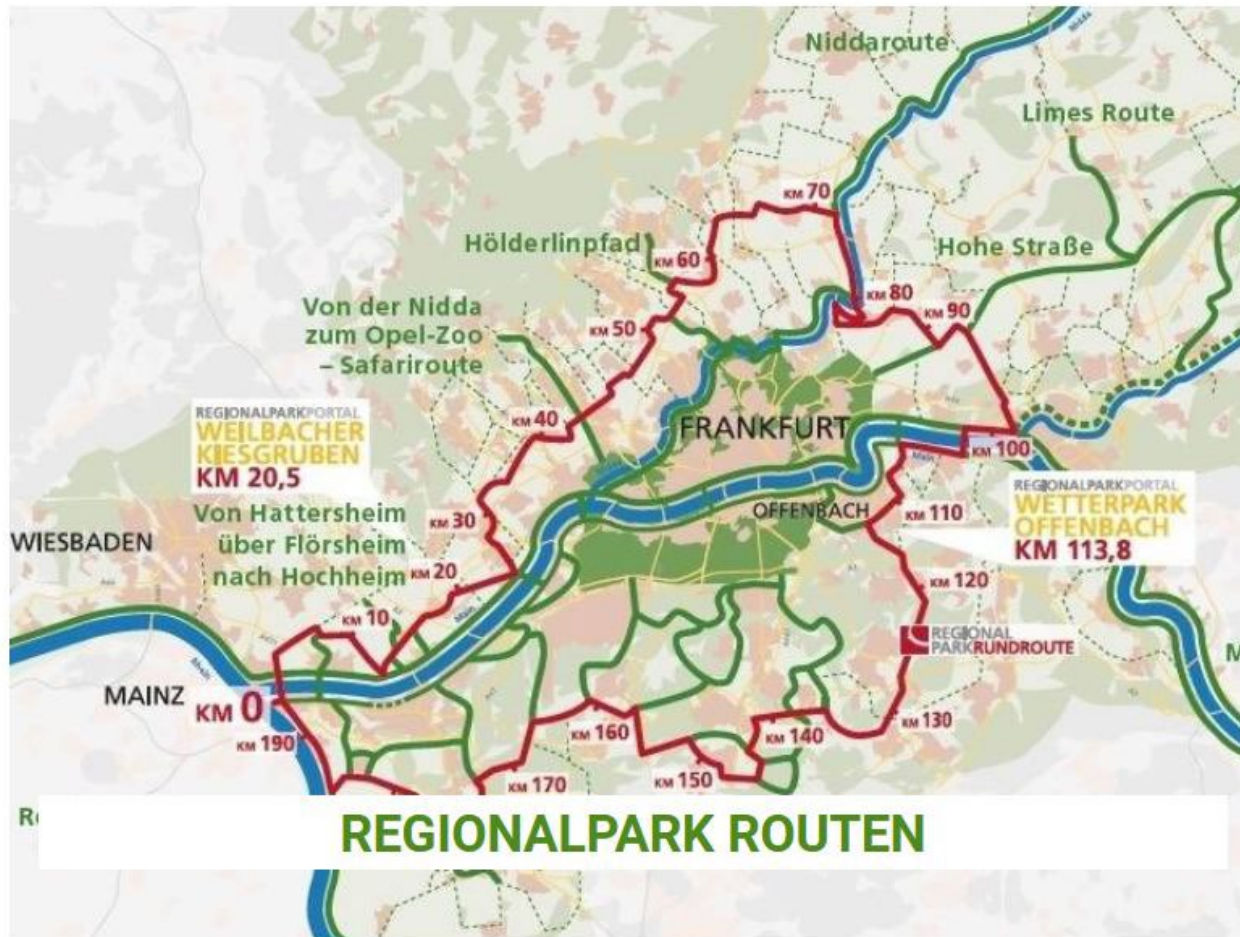 Nidda
Niddaroute
Limes Route
KM 70
Hölderlinpfad
KM 60
Hohe Straße
Von der Nidda
zum Opel-Zoo
– Safariroute
KM 80
KM 90
KM 50
REGIONALPARKPORTAL
WEILBACHER
KIESGRUBEN
KM 20,5
KM 40
FRANKFURT
KM 100
Main
REGIONALPARKPORTAL
WETTERPARK
OFFENBACH
KM 113,8
Von Hattersheim
über Flörsheim
nach Hochheim
KM 30
OFFENBACH
KM 110
WIESBADEN
KM 20
KM 120
Main
KM 10
REGIONAL
PARKRUNDROUTE
Rhein
MAINZ
KM 0
KM 190
KM 130
KM 160
KM 140
KM 150
KM 170
REGIONALPARK ROUTEN